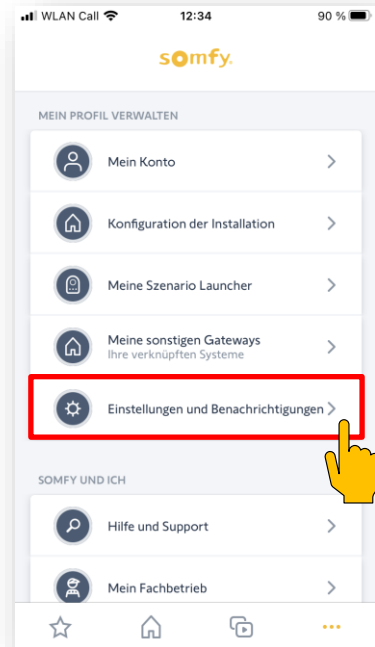 WLAN Call 12:34 90 %
somfy.
MEIN PROFIL VERWALTEN
Mein Konto
Konfiguration der Installation
Meine Szenario Launcher
Meine sonstigen Gateways
Ihre verknüpften Systeme
Einstellungen und Benachrichtigungen
SOMFY UND ICH
Hilfe und Support
Mein Fachbetrieb